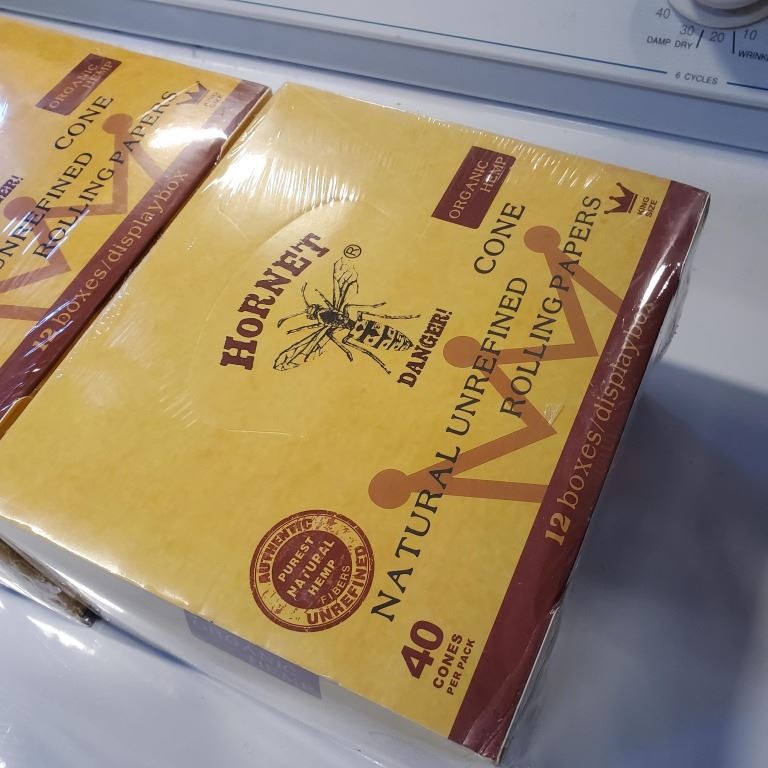 40
30
20
10
DAMP DRY
6 CYCLES
ORGANIC
HEMP
CONE
UNREFINED
ROLLING PAPERS
12 boxes/displaybox
ORGANIC
HEMP
KING
SIZE
HORNET®
DANGER!
NATURAL UNREFINED CONE
ROLLING PAPERS
12 boxes/displaybox
AUTHENTIC
PUREST
NATURAL
HEMP
FIBERS
UNREFINED
40
CONES
PER PACK
ORGANIC